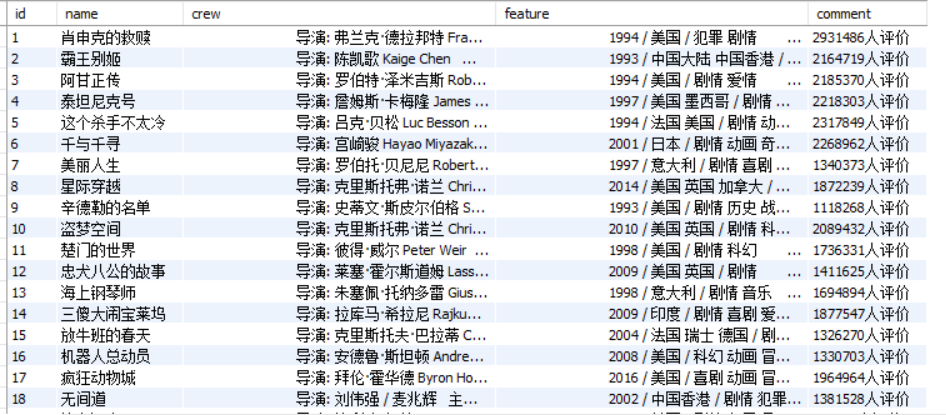 id name crew feature comment
1 肖申克的救赎 导演: 弗兰克·德拉邦特 Fra... 1994 / 美国 / 犯罪 剧情 ... 2931486人评价
2 霸王别姬 导演: 陈凯歌 Kaige Chen ... 1993 / 中国大陆 中国香港 / ... 2164719人评价
3 阿甘正传 导演: 罗伯特·泽米吉斯 Rob... 1994 / 美国 / 剧情 爱情 ... 2185370人评价
4 泰坦尼克号 导演: 詹姆斯·卡梅隆 James ... 1997 / 美国 墨西哥 / 剧情 ... 2218303人评价
5 这个杀手不太冷 导演: 吕克·贝松 Luc Besson ... 1994 / 法国 美国 / 剧情 动... 2317849人评价
6 千与千寻 导演: 宫崎骏 Hayao Miyazak... 2001 / 日本 / 剧情 动画 奇... 2268962人评价
7 美丽人生 导演: 罗伯托·贝尼尼 Robert... 1997 / 意大利 / 剧情 喜剧 ... 1340373人评价
8 星际穿越 导演: 克里斯托弗·诺兰 Chri... 2014 / 美国 英国 加拿大 / ... 1872239人评价
9 辛德勒的名单 导演: 史蒂文·斯皮尔伯格 S... 1993 / 美国 / 剧情 历史 战... 1118268人评价
10 盗梦空间 导演: 克里斯托弗·诺兰 Chri... 2010 / 美国 英国 / 剧情 科... 2089432人评价
11 楚门的世界 导演: 彼得·威尔 Peter Weir ... 1998 / 美国 / 剧情 科幻 ... 1736331人评价
12 忠犬八公的故事 导演: 莱塞·霍尔斯道姆 Lass... 2009 / 美国 英国 / 剧情 ... 1411625人评价
13 海上钢琴师 导演: 朱塞佩·托纳多雷 Gius... 1998 / 意大利 / 剧情 音乐 ... 1694894人评价
14 三傻大闹宝莱坞 导演: 拉库马·希拉尼 Rajku... 2009 / 印度 / 剧情 喜剧 爱... 1877547人评价
15 放牛班的春天 导演: 克里斯托夫·巴拉蒂 C... 2004 / 法国 瑞士 德国 / 剧... 1326270人评价
16 机器人总动员 导演: 安德鲁·斯坦顿 Andre... 2008 / 美国 / 科幻 动画 冒... 1330703人评价
17 疯狂动物城 导演: 拜伦·霍华德 Byron Ho... 2016 / 美国 / 喜剧 动画 冒... 1964964人评价
18 无间道 导演: 刘伟强 / 麦兆辉 主... 2002 / 中国香港 / 剧情 犯罪... 1381528人评价